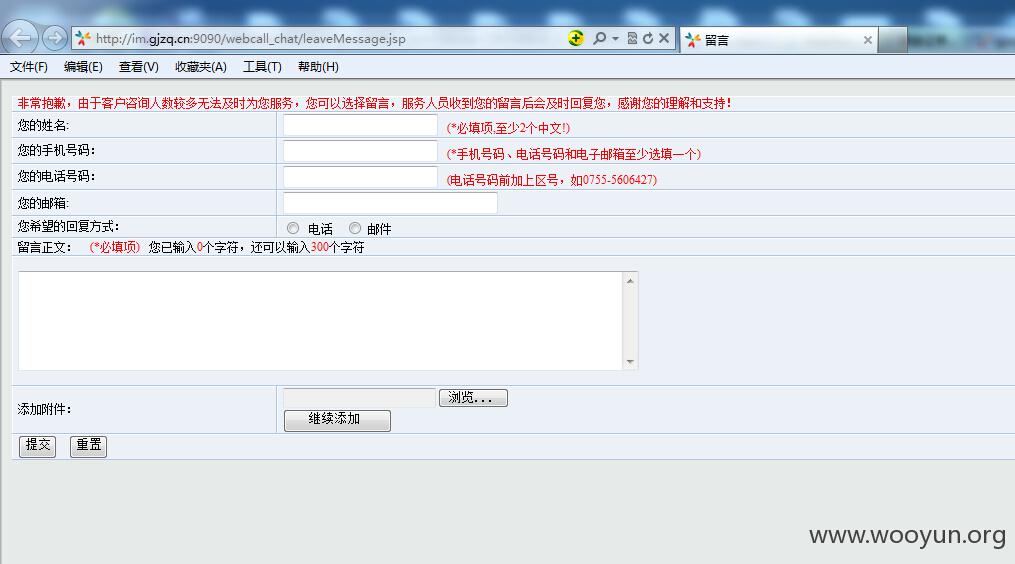 http://im.gjzq.cn:9090/webcall_chat/leaveMessage.jsp
留言
文件(F) 编辑(E) 查看(V) 收藏夹(A) 工具(T) 帮助(H)
非常抱歉，由于客户咨询人数较多无法及时为您服务，您可以选择留言，服务人员收到您的留言后会及时回复您，感谢您的理解和支持！
您的姓名: (*必填项,至少2个中文!)
您的手机号码： (*手机号码、电话号码和电子邮箱至少选填一个)
您的电话号码： (电话号码前加上区号，如0755-5606427)
您的邮箱:
您希望的回复方式： 电话 邮件
留言正文： (*必填项) 您已输入0个字符，还可以输入300个字符
添加附件： 浏览...
继续添加
提交 重置
www.wooyun.org